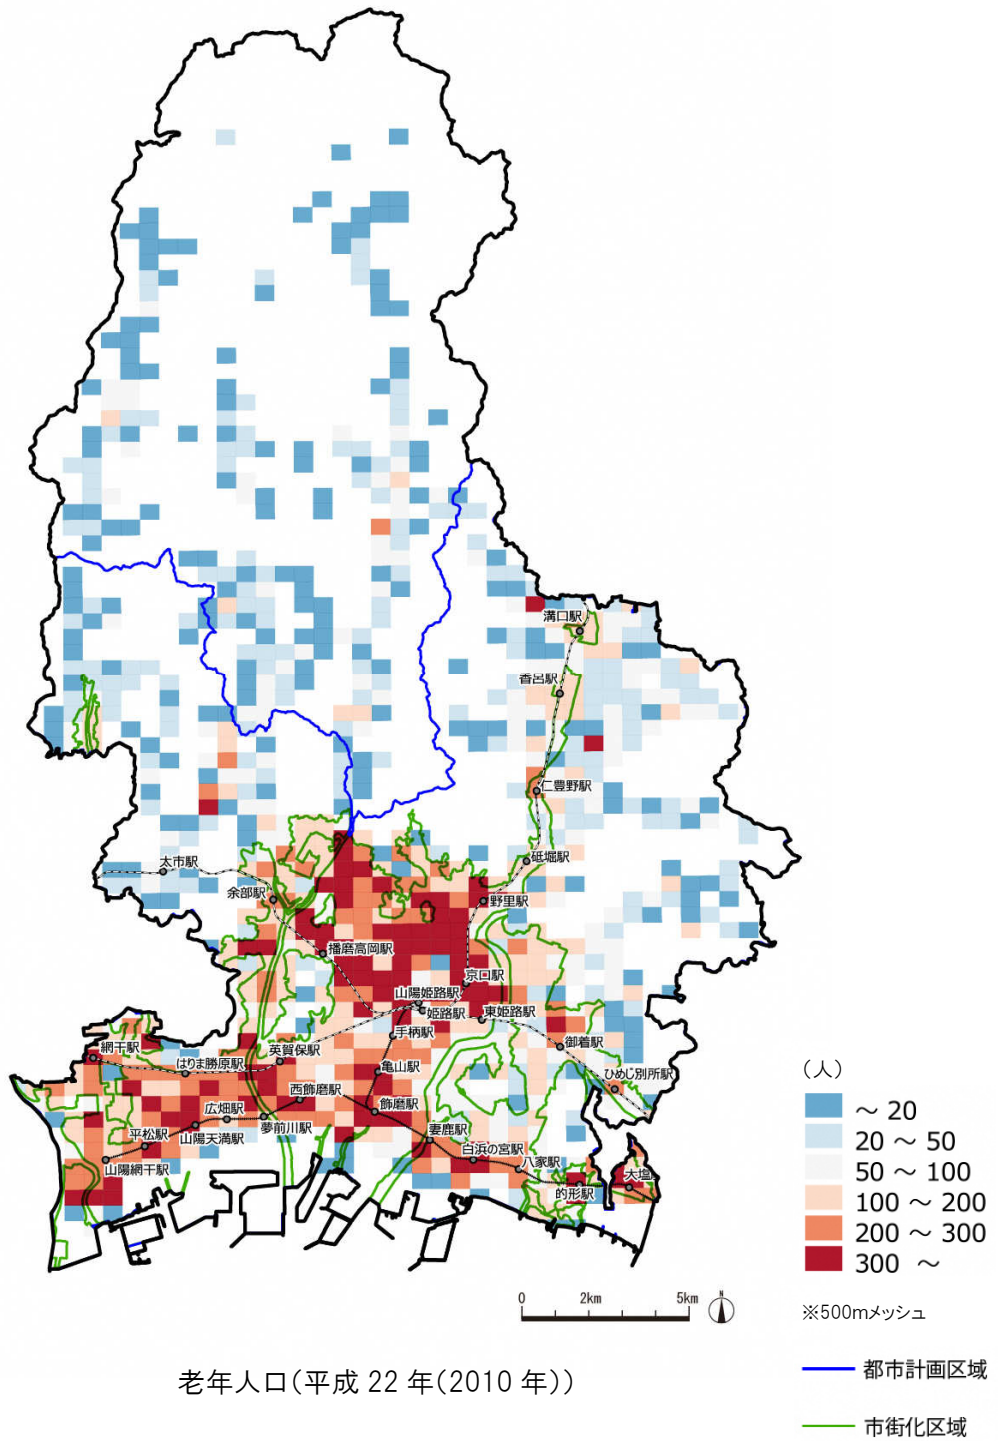 溝口駅
香呂駅
仁豊野駅
砥堀駅
太市駅
余部駅
野里駅
播磨高岡駅
京口駅
山陽姫路駅
姫路駅
東姫路駅
手柄駅
御着駅
網干駅
英賀保駅
はりま勝原駅
亀山駅
ひめじ別所駅
西飾磨駅
広畑駅
飾磨駅
夢前川駅
平松駅
山陽天満駅
妻鹿駅
白浜の宮駅
八家駅
山陽網干駅
大塩
的形駅
(人)
～ 20
20 ～ 50
50 ～ 100
100 ～ 200
200 ～ 300
300 ～
※500mメッシュ
0 2km 5km
N
都市計画区域
市街化区域
老年人口(平成 22 年(2010 年))